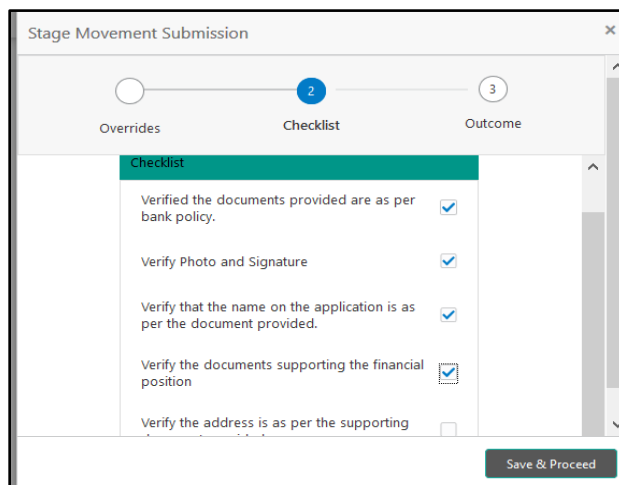 Stage Movement Submission
×
2
3
Overrides
Checklist
Outcome
Checklist
Verified the documents provided are as per
bank policy.
Verify Photo and Signature
Verify that the name on the application is as
per the document provided.
Verify the documents supporting the financial
position
Verify the address is as per the supporting
Save & Proceed